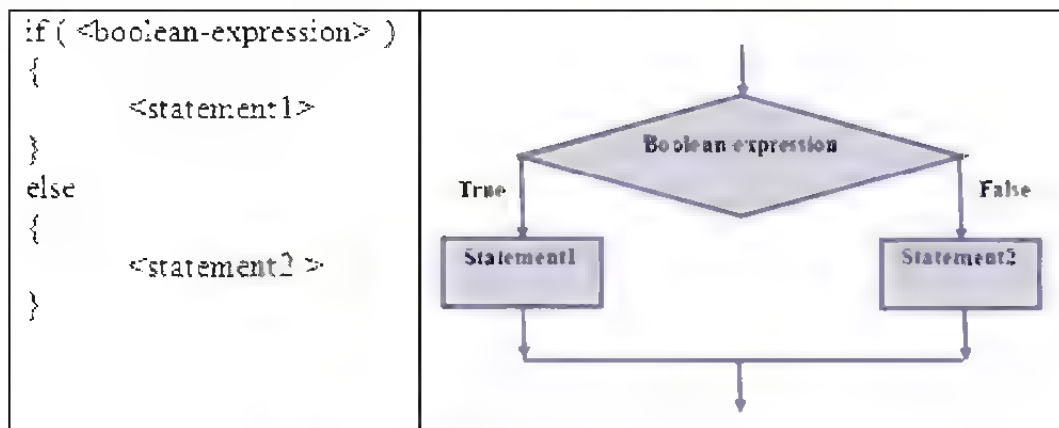 if ( <boolean-expression> )
{
<statement1>
}
else
{
<statement2 >
}
Boolean expression
True
False
Statement1
Statement2